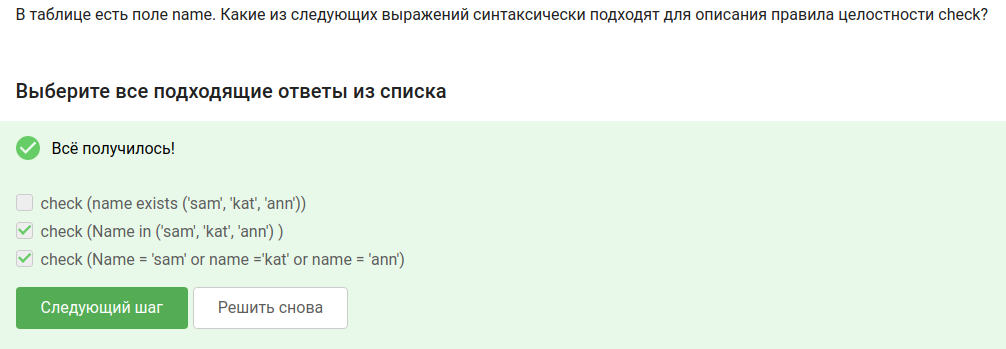 В таблице есть поле name. Какие из следующих выражений синтаксически подходят для описания правила целостности check?
Выберите все подходящие ответы из списка
Всё получилось!
check (name exists ('sam', 'kat', 'ann'))
check (Name in ('sam', 'kat', 'ann') )
check (Name = 'sam' or name ='kat' or name = 'ann')
Следующий шаг
Решить снова